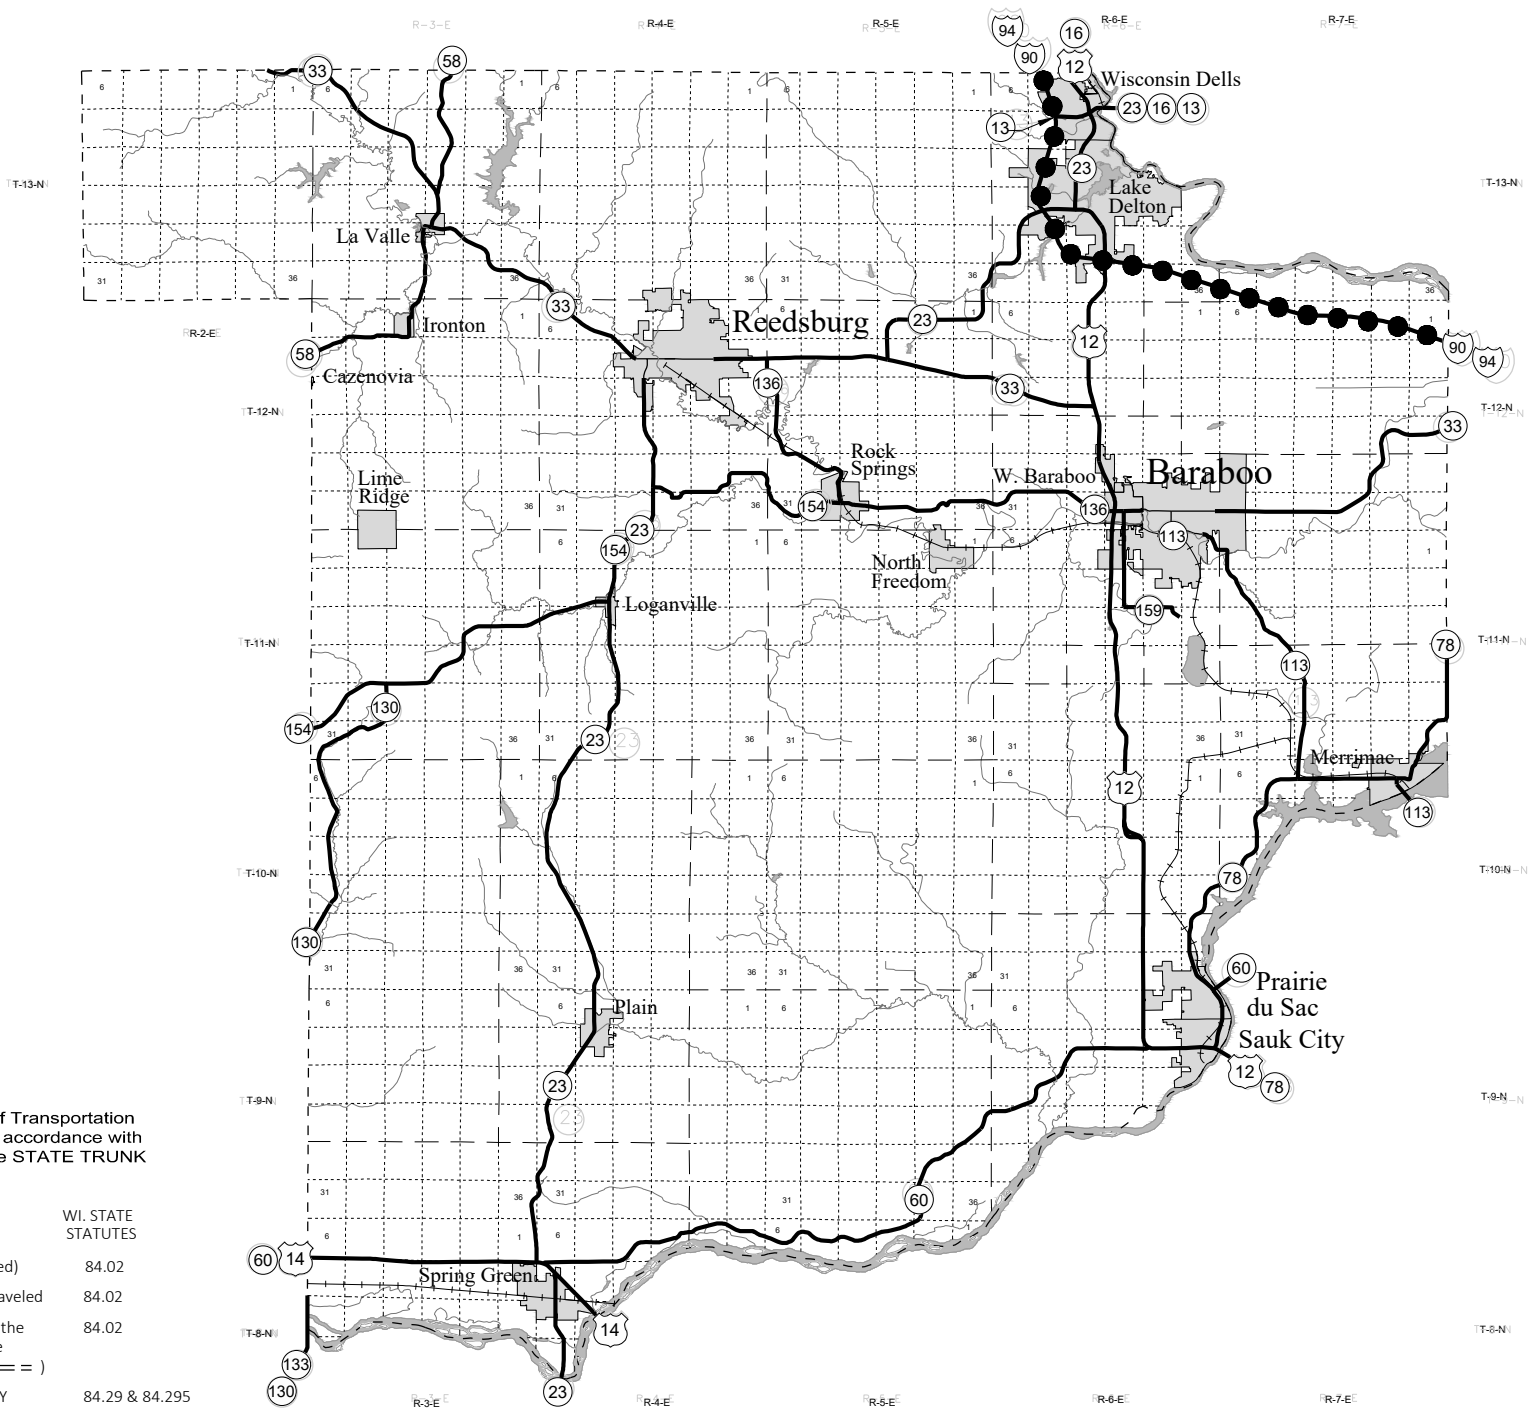 R-3-E
R-4-E
R-5-E
R-6-E
R-7-E
94
90
16
12
33
58
Wisconsin Dells
23 16 13
13
23
T-13-N
T-13-N
Lake
Delton
La Valle
33
Ironton
R-2-E
Reedsburg
23
12
90
94
58
Cazenovia
136
33
T-12-N
T-12-N
33
Rock
Springs
W. Baraboo
Baraboo
Lime
Ridge
154
136
23
113
154
North
Freedom
Loganville
159
T-11-N
T-11-N
78
113
130
154
23
Merrimac
12
113
T-10-N
T-10-N
78
130
60
Prairie
du Sac
Plain
Sauk City
12
78
23
T-9-N
T-9-N
f Transportation
accordance with
e STATE TRUNK
60
WI. STATE
STATUTES
60 14
ed) 84.02
Spring Green
aveled 84.02
the 84.02
e
== )
14
T-8-N
T-8-N
133
130
23
Y 84.29 & 84.295
R-3-E
R-4-E
R-5-E
R-6-E
R-7-E